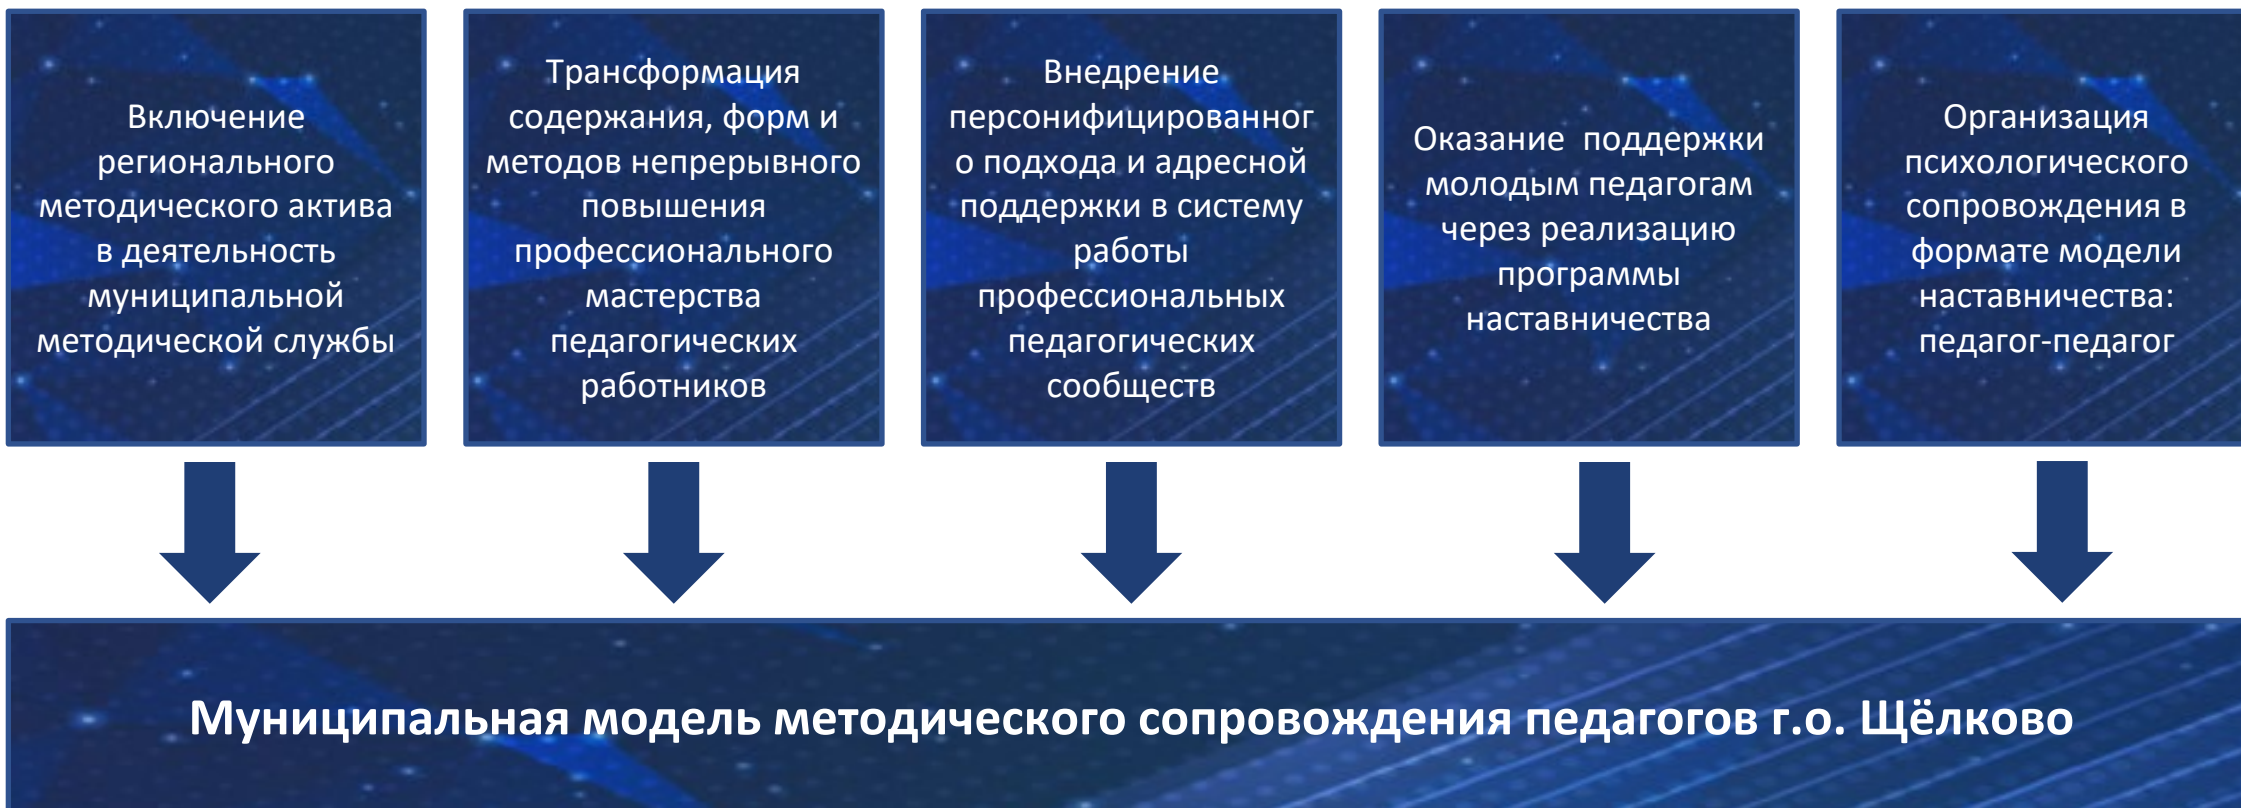 Включение
регионального
методического актива
в деятельность
муниципальной
методической службы
Трансформация
содержания, форм и
методов непрерывного
повышения
профессионального
мастерства
педагогических
работников
Внедрение
персонифицированног
о подхода и адресной
поддержки в систему
работы
профессиональных
педагогических
сообществ
Оказание  поддержки
молодым педагогам
через реализацию
программы
наставничества
Организация
психологического
сопровождения в
формате модели
наставничества:
педагог-педагог
Муниципальная модель методического сопровождения педагогов г.о. Щёлково